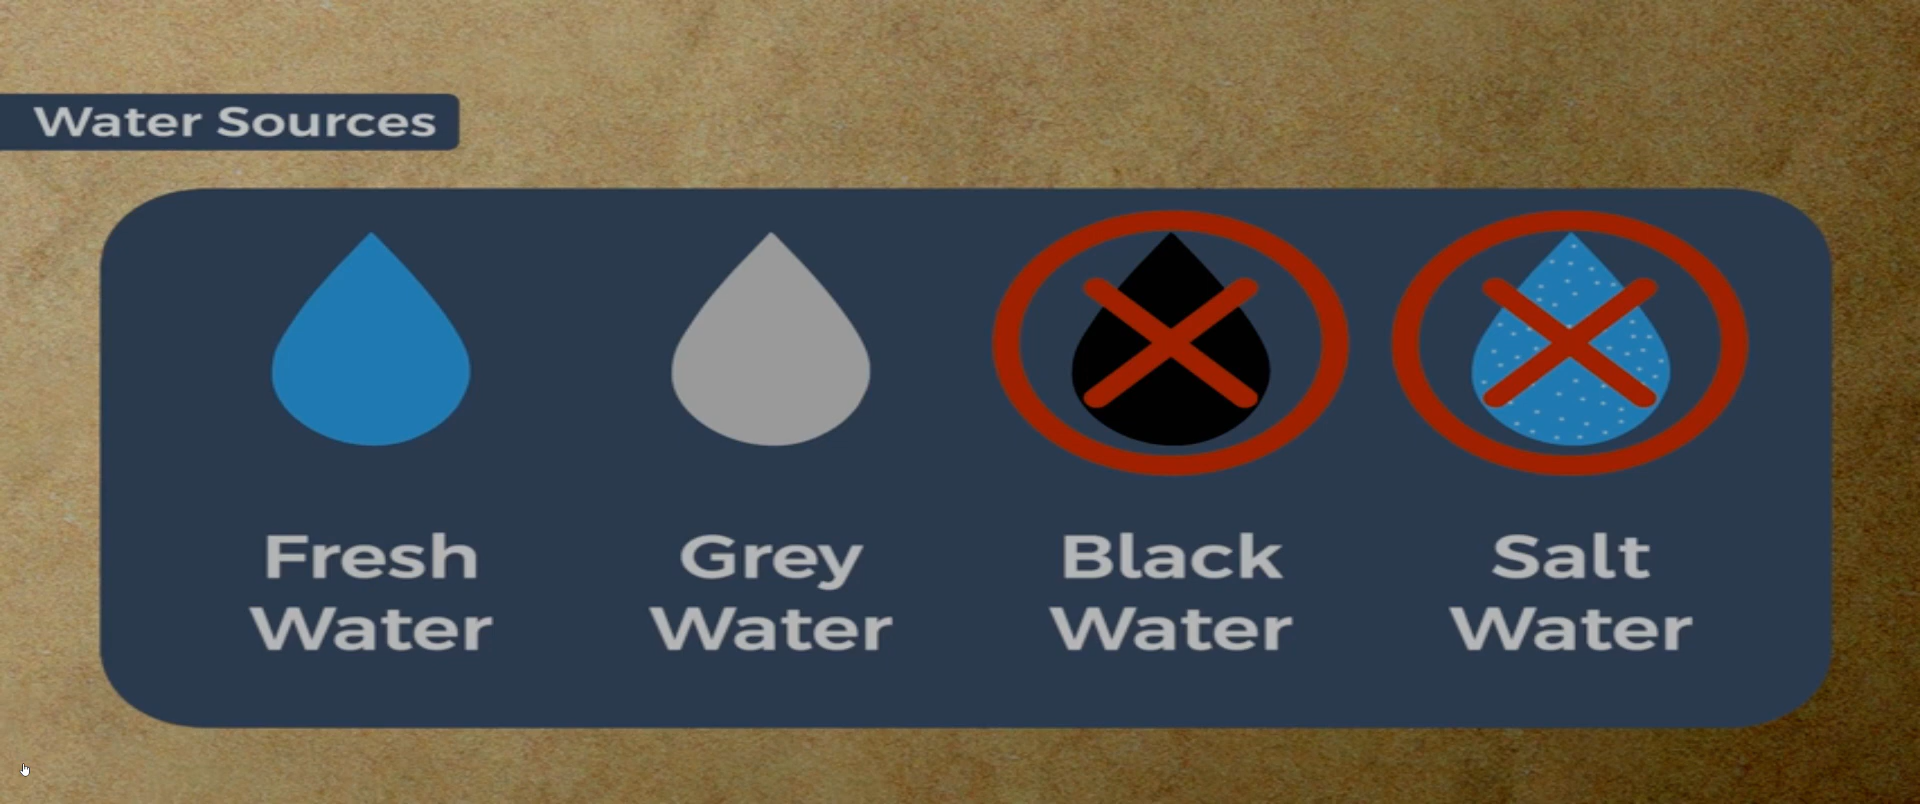 Water Sources
Fresh
Water
Grey
Water
Black
Water
Salt
Water